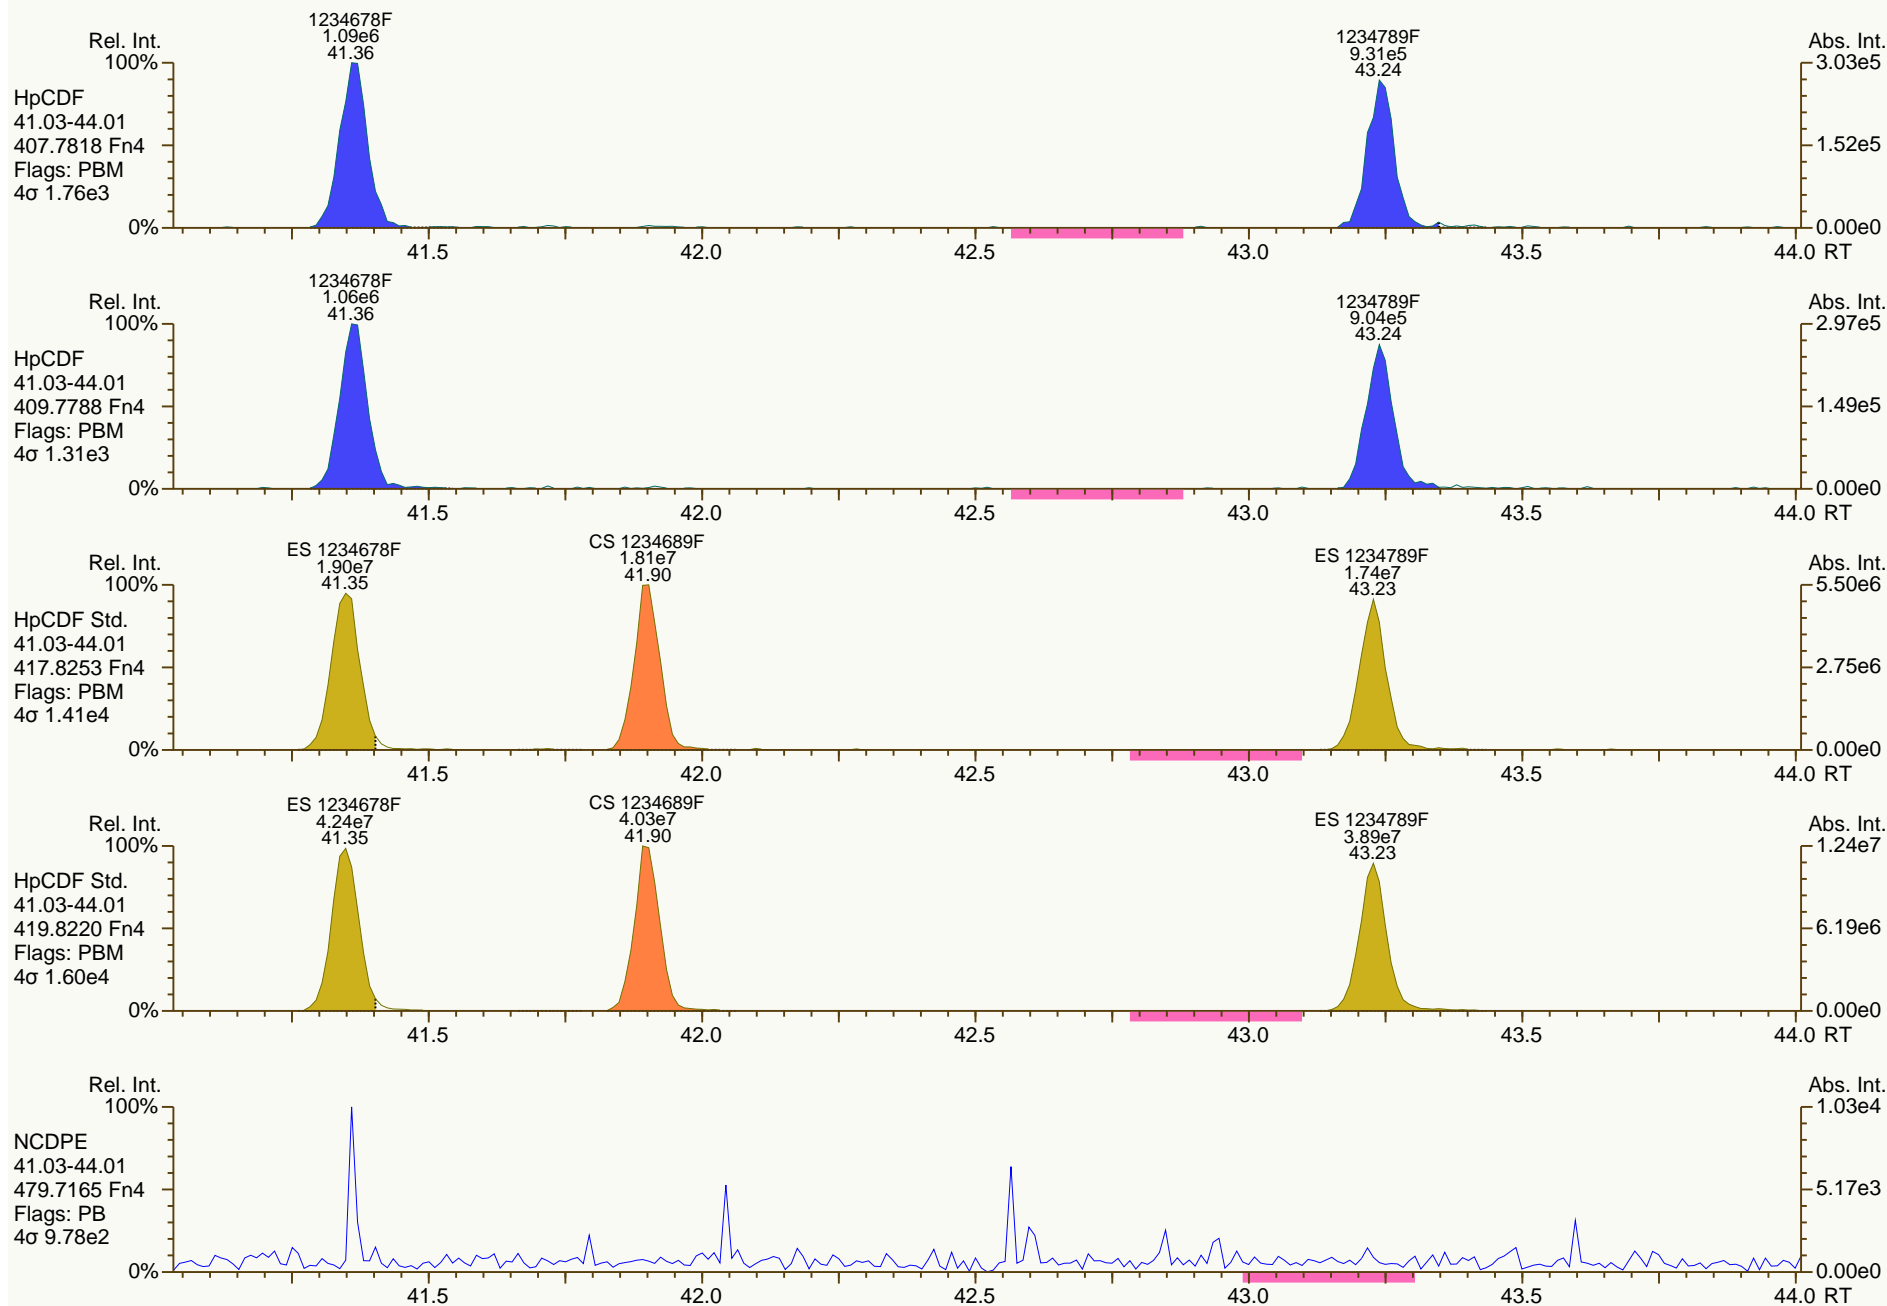 1234678F
1.09e6
41.36
1234789F
9.31e5
43.24
Rel. Int.
Abs. Int.
100%
3.03e5
HpCDF
41.03-44.01
407.7818 Fn4
Flags: PBM
4σ 1.76e3
1.52e5
0%
0.00e0
41.5 42.0 42.5 43.0 43.5 44.0 RT
1234678F
1.06e6
41.36
1234789F
9.04e5
43.24
Rel. Int.
Abs. Int.
100%
2.97e5
HpCDF
41.03-44.01
409.7788 Fn4
Flags: PBM
4σ 1.31e3
1.49e5
0%
0.00e0
41.5 42.0 42.5 43.0 43.5 44.0 RT
ES 1234678F
1.90e7
41.35
CS 1234689F
1.81e7
41.90
ES 1234789F
1.74e7
43.23
Rel. Int.
Abs. Int.
100%
5.50e6
HpCDF Std.
41.03-44.01
417.8253 Fn4
Flags: PBM
4σ 1.41e4
2.75e6
0%
0.00e0
41.5 42.0 42.5 43.0 43.5 44.0 RT
ES 1234678F
4.24e7
41.35
CS 1234689F
4.03e7
41.90
ES 1234789F
3.89e7
43.23
Rel. Int.
Abs. Int.
100%
1.24e7
HpCDF Std.
41.03-44.01
419.8220 Fn4
Flags: PBM
4σ 1.60e4
6.19e6
0%
0.00e0
41.5 42.0 42.5 43.0 43.5 44.0 RT
Rel. Int.
Abs. Int.
100%
1.03e4
NCDPE
41.03-44.01
479.7165 Fn4
Flags: PB
4σ 9.78e2
5.17e3
0%
0.00e0
41.5 42.0 42.5 43.0 43.5 44.0 RT